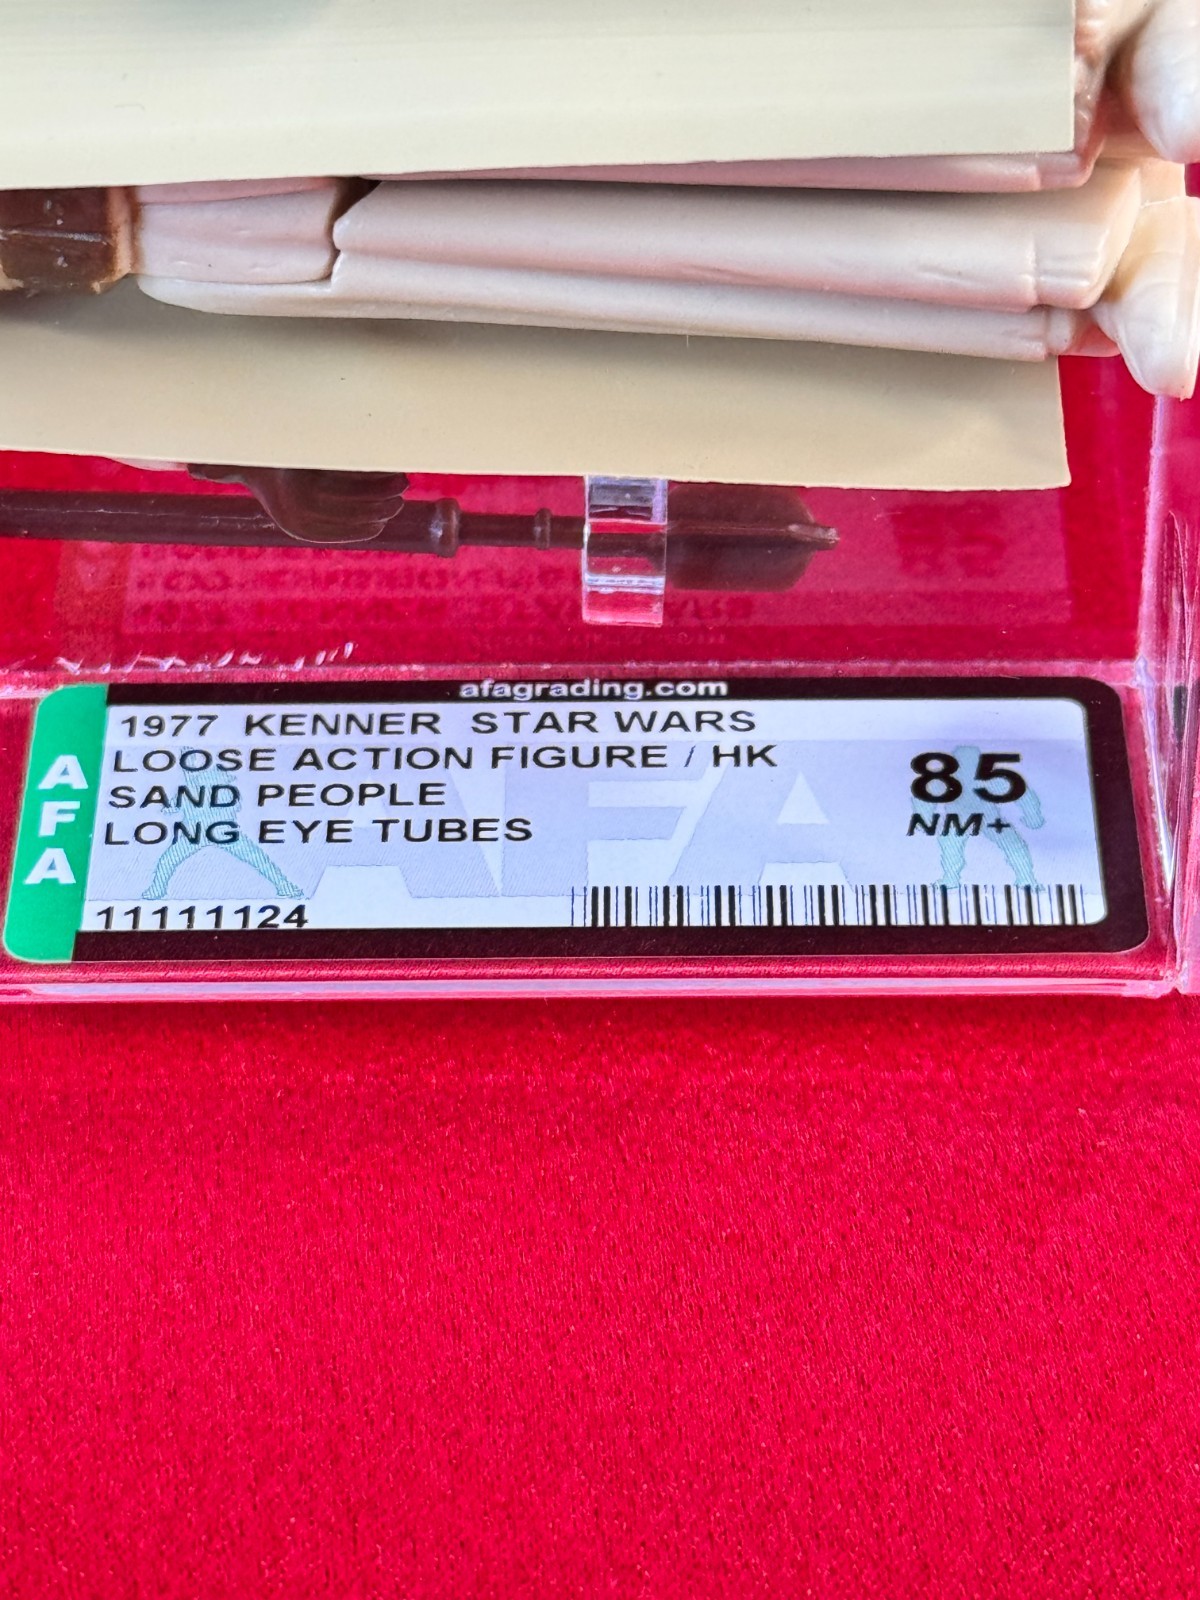 afagrading.com
AFA
1977 KENNER STAR WARS
LOOSE ACTION FIGURE / HK
SAND PEOPLE
LONG EYE TUBES
85
NM+
AFA
11111124